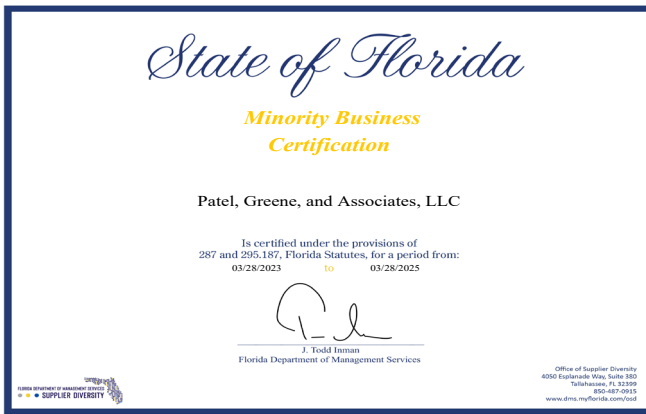 State of Florida
Minority Business
Certification
Patel, Greene, and Associates, LLC
Is certified under the provisions of
287 and 295.187, Florida Statutes, for a period from:
03/28/2023 to 03/28/2025
J. Todd Inman
Florida Department of Management Services
FLORIDA DEPARTMENT OF MANAGEMENT SERVICES
SUPPLIER DIVERSITY
Office of Supplier Diversity
4050 Esplanade Way, Suite 380
Tallahassee, FL 32399
850-487-0915
www.dms.myflorida.com/osd